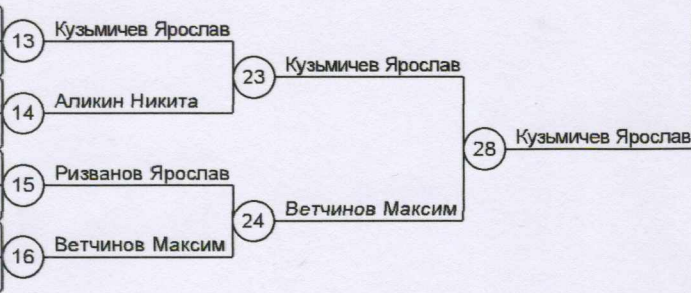 13
Кузьмичев Ярослав
23
Кузьмичев Ярослав
14
Аликин Никита
28
Кузьмичев Ярослав
15
Ризванов Ярослав
24
Ветчинов Максим
16
Ветчинов Максим